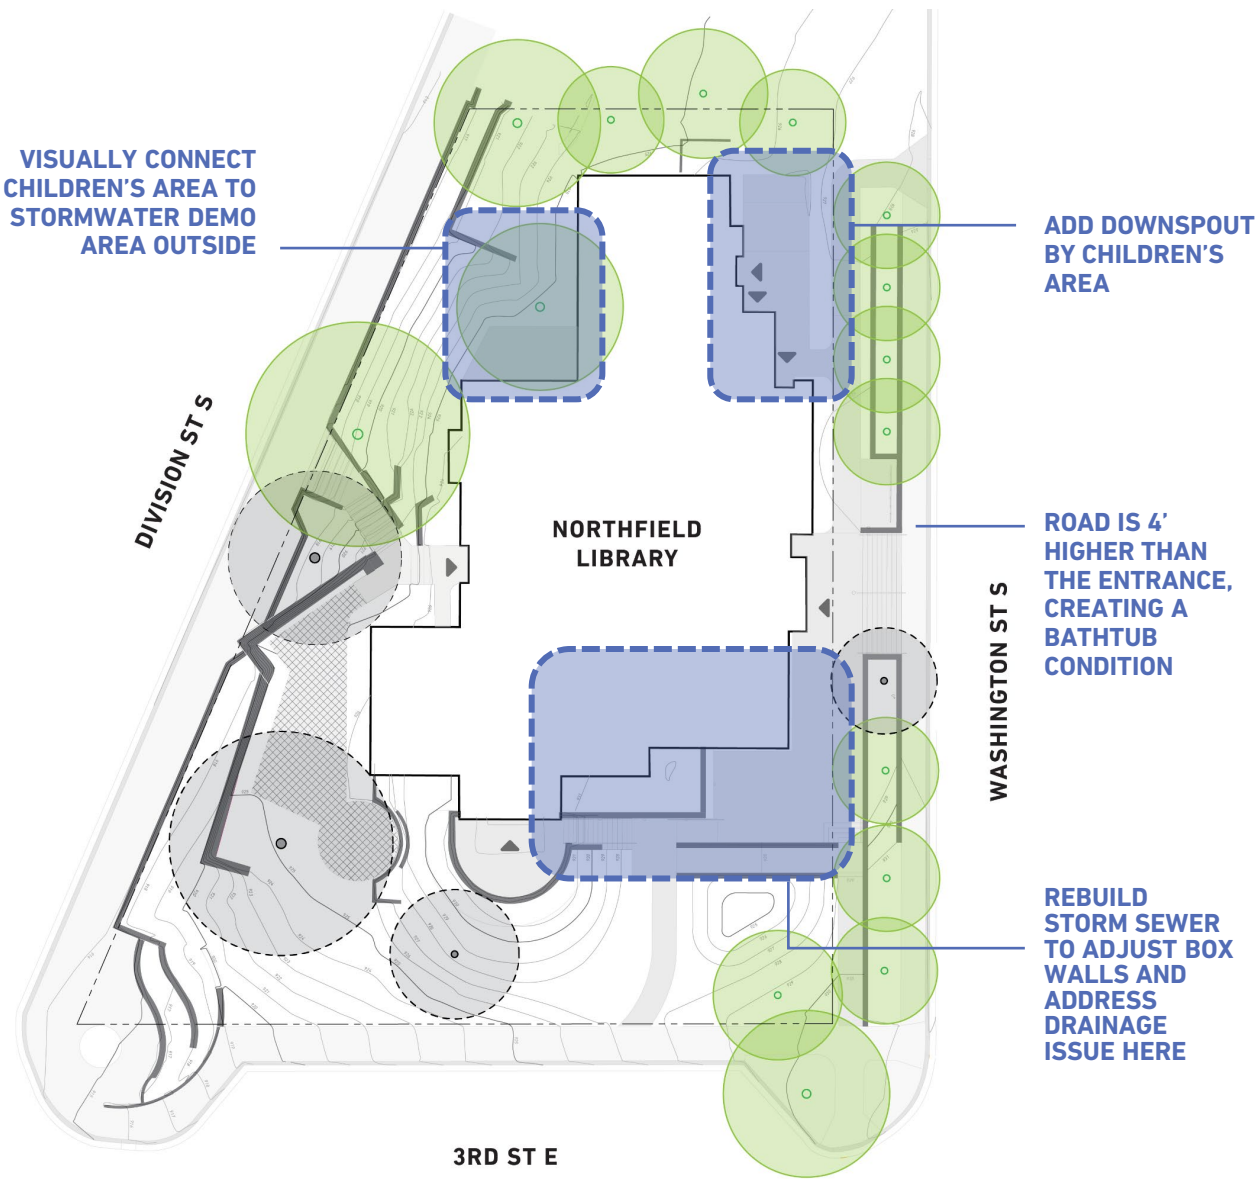 VISUALLY CONNECT
CHILDREN'S AREA TO
STORMWATER DEMO
AREA OUTSIDE
ADD DOWNSPOUT
BY CHILDREN'S
AREA
DIVISION ST S
NORTHFIELD
LIBRARY
ROAD IS 4'
HIGHER THAN
THE ENTRANCE,
CREATING A
BATHTUB
CONDITION
WASHINGTON ST S
REBUILD
STORM SEWER
TO ADJUST BOX
WALLS AND
ADDRESS
DRAINAGE
ISSUE HERE
3RD ST E